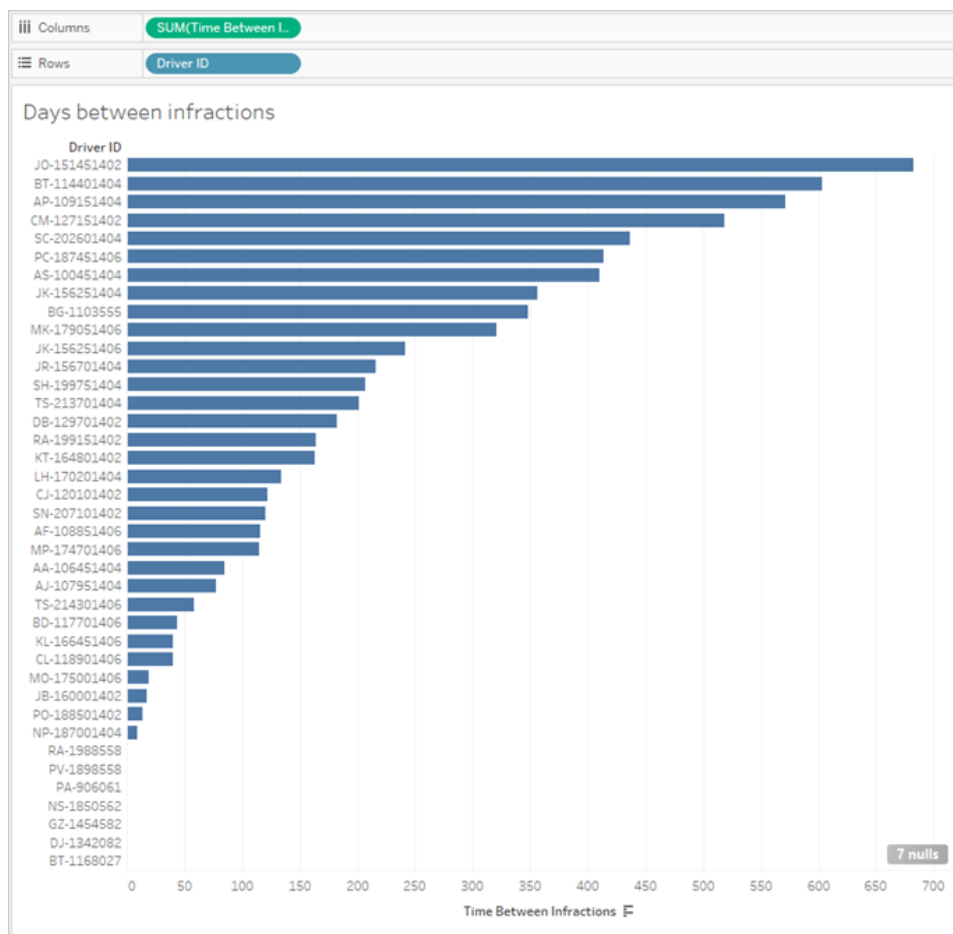 Columns
SUM(Time Between I..
Rows
Driver ID
Days between infractions
Driver ID
JO-151451402
BT-114401404
AP-109151404
CM-127151402
SC-202601404
PC-187451406
AS-100451404
JK-156251404
BG-1103555
MK-179051406
JK-156251406
JR-156701404
SH-199751404
TS-213701404
DB-129701402
RA-199151402
KT-164801402
LH-170201404
CJ-120101402
SN-207101402
AF-108851406
MP-174701406
AA-106451404
AJ-107951404
TS-214301406
BD-117701406
KL-166451406
CL-118901406
MO-175001406
JB-160001402
PO-188501402
NP-187001404
RA-1988558
PV-1898558
PA-906061
NS-1850562
GZ-1454582
DJ-1342082
BT-1168027
7 nulls
0 50 100 150 200 250 300 350 400 450 500 550 600 650 700
Time Between Infractions